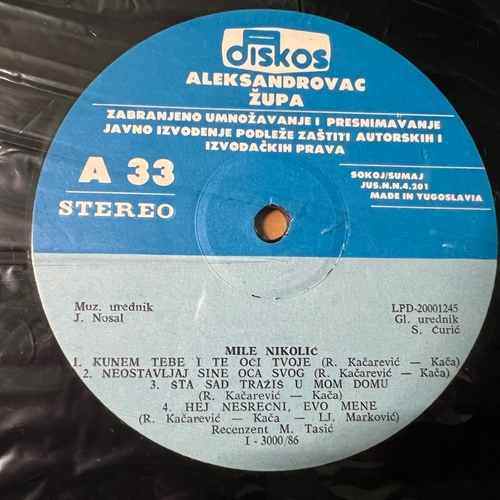 diskos
ALEKSANDROVAC
ŽUPA
ZABRANJENO UMNOŽAVANJE I PRESNIMAVANJE
JAVNO IZVOĐENJE PODLEŽE ZAŠTITI AUTORSKIH I
IZVOĐAČKIH PRAVA
A 33
STEREO
SOKOJ/SUMAJ
JUS.N.N.4.201
MADE IN YUGOSLAVIA
Muz. urednik
J. Nosal
LPD-20001245
Gl. urednik
S. Ćurić
MILE NIKOLIĆ
1. KUNEM TEBE I TE OČI TVOJE (R. Kačarević — Kača)
2. NEOSTAVLJAJ SINE OCA SVOG (R. Kačarević — Kača)
3. ŠTA SAD TRAŽIŠ U MOM DOMU
(R. Kačarević — Kača)
4. HEJ NESREĆNI, EVO MENE
(R. Kačarević — Kača — LJ. Marković)
Recenzent M. Tasić
I - 3000/86